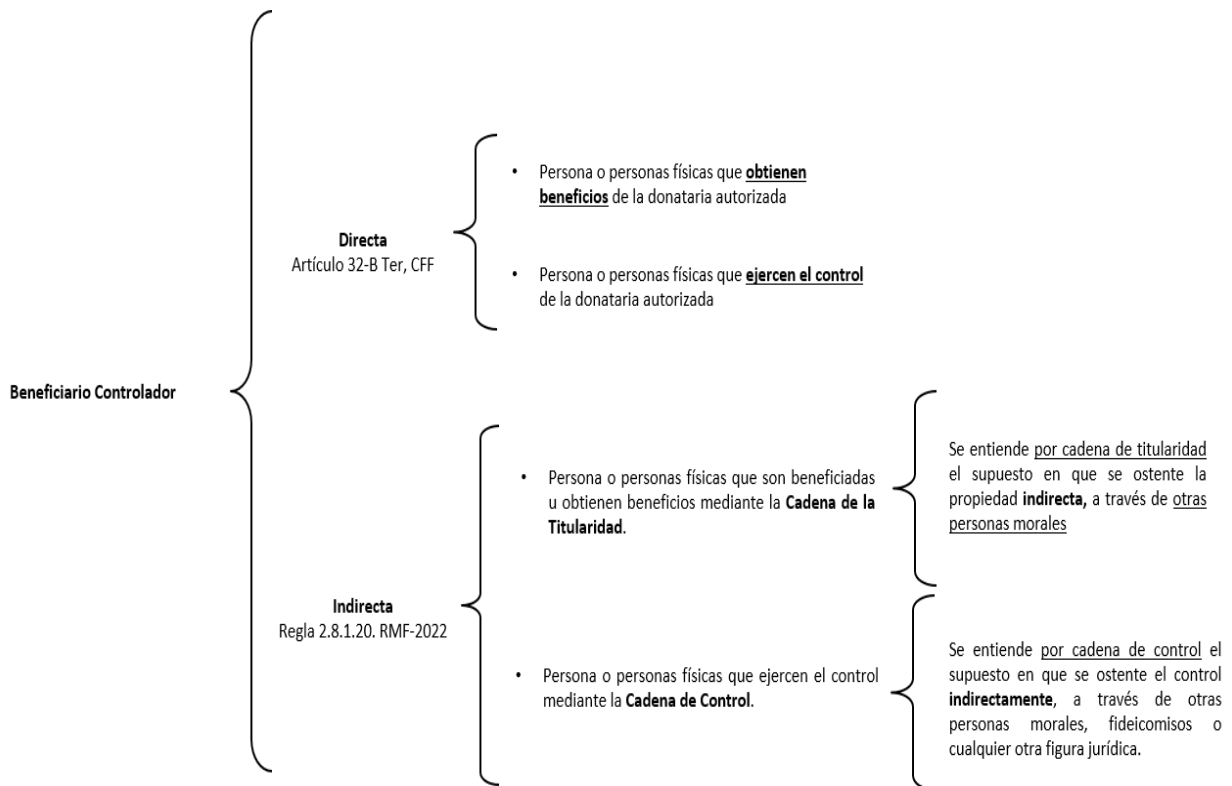 Beneficiario Controlador
Directa
Artículo 32-B Ter, CFF
• Persona o personas físicas que obtienen
beneficios de la donataria autorizada
• Persona o personas físicas que ejercen el control
de la donataria autorizada
Indirecta
Regla 2.8.1.20. RMF-2022
• Persona o personas físicas que son beneficiadas
u obtienen beneficios mediante la Cadena de la
Titularidad.
Se entiende por cadena de titularidad
el supuesto en que se ostente la
propiedad indirecta, a través de otras
personas morales
• Persona o personas físicas que ejercen el control
mediante la Cadena de Control.
Se entiende por cadena de control el
supuesto en que se ostente el control
indirectamente, a través de otras
personas morales, fideicomisos o
cualquier otra figura jurídica.